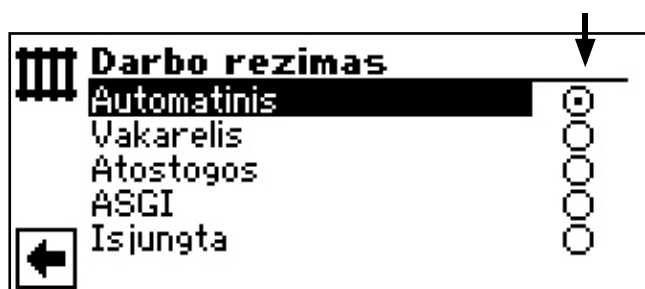 Darbo rezimas
Automatinis
Vakarelis
Atostogos
ASGI
Isjungta